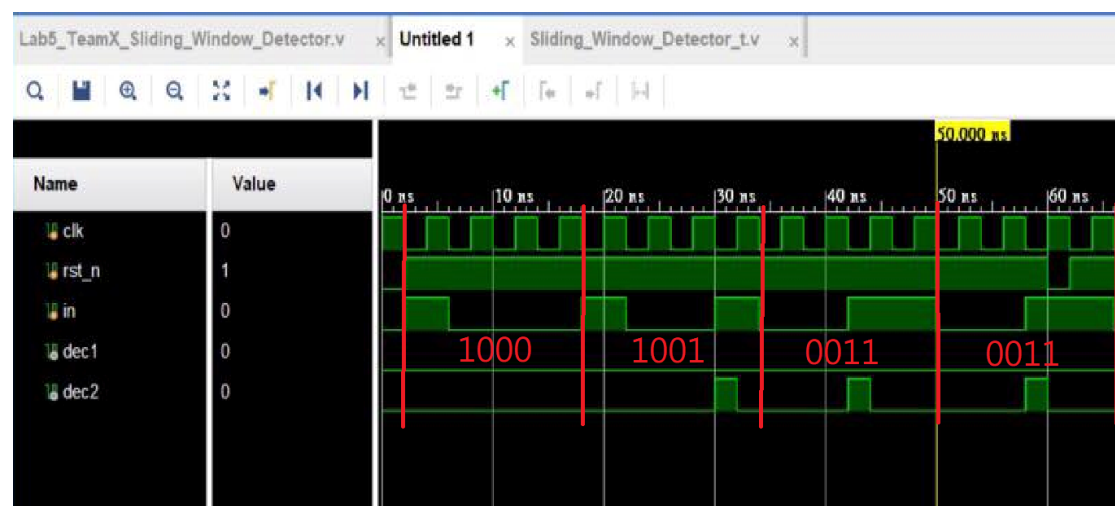 Lab5_TeamX_Sliding_Window_Detector.v x Untitled 1 x Sliding_Window_Detector_t.v x
50.000 ns
Name Value 0 ns 10 ns 20 ns 30 ns 40 ns 50 ns 60 ns
clk 0
rst_n 1
in 0
dec1 0 1000 1001 0011 0011
dec2 0